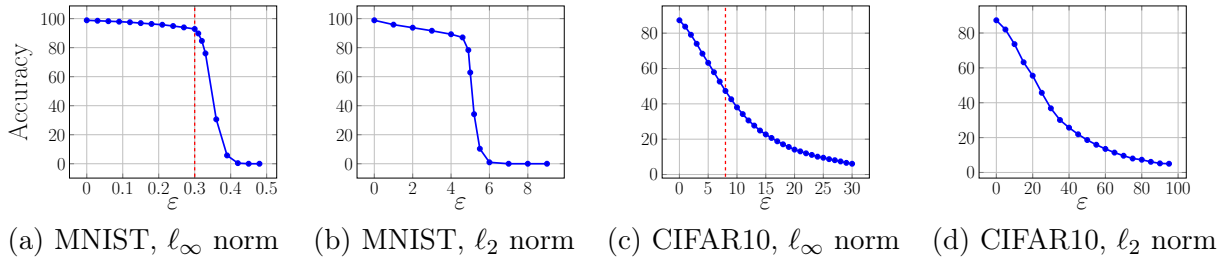 Accuracy
100
80
60
40
20
0
0 0.1 0.2 0.3 0.4 0.5
ε
(a) MNIST, ℓ∞ norm
100
80
60
40
20
0
0 2 4 6 8
ε
(b) MNIST, ℓ2 norm
80
60
40
20
0
0 5 10 15 20 25 30
ε
(c) CIFAR10, ℓ∞ norm
80
60
40
20
0
0 20 40 60 80 100
ε
(d) CIFAR10, ℓ2 norm